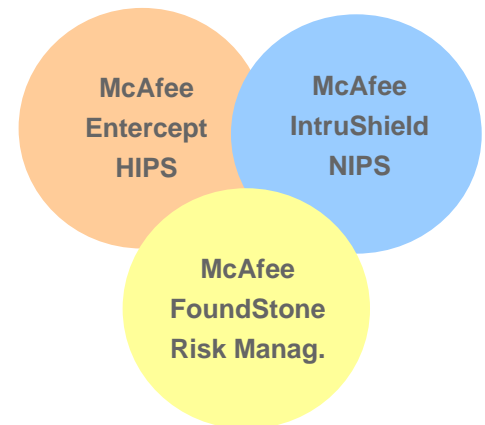 McAfee
Entercept
HIPS
McAfee
IntruShield
NIPS
McAfee
FoundStone
Risk Manag.